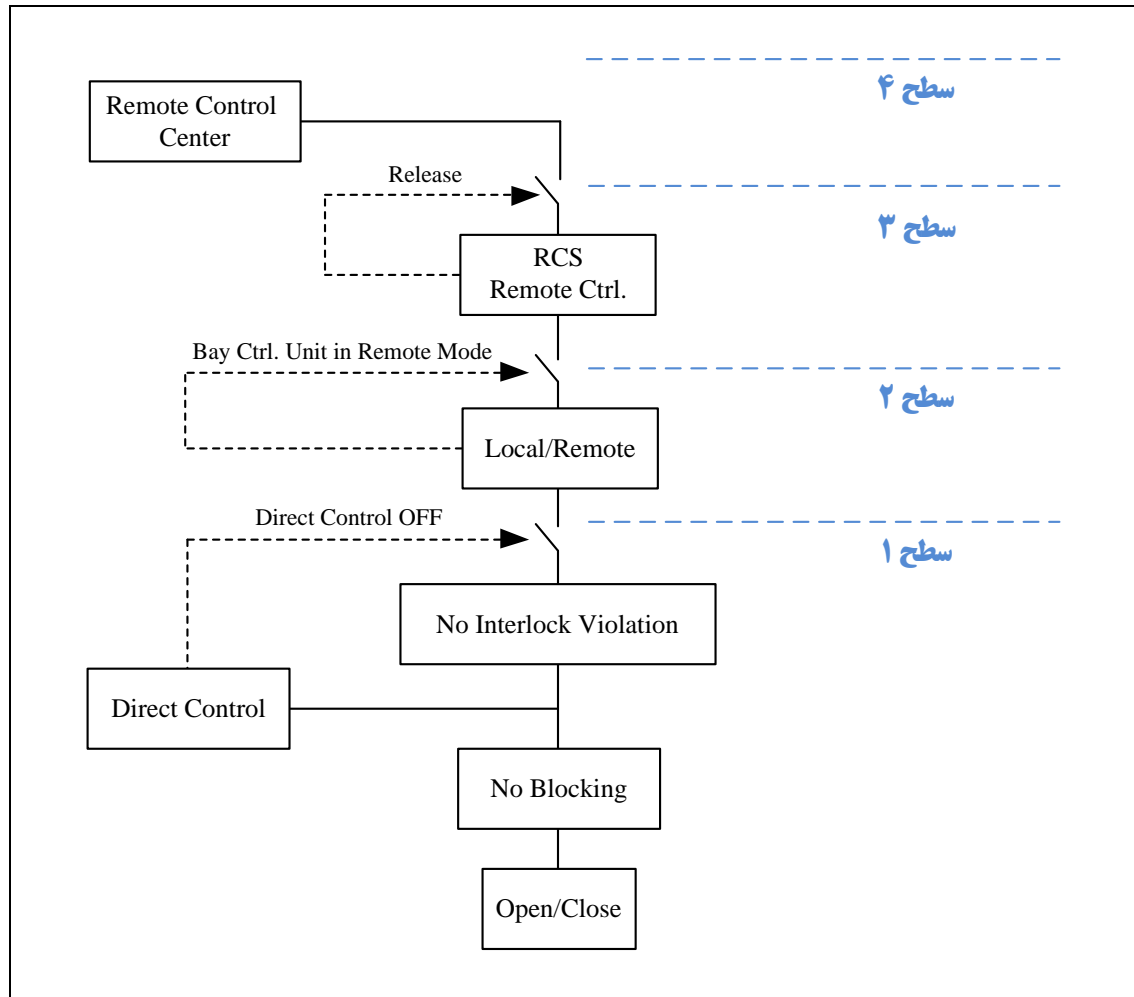 سطح ۴
Remote Control
Center
Release
سطح ۳
RCS
Remote Ctrl.
Bay Ctrl. Unit in Remote Mode
سطح ۲
Local/Remote
Direct Control OFF
سطح ۱
No Interlock Violation
Direct Control
No Blocking
Open/Close